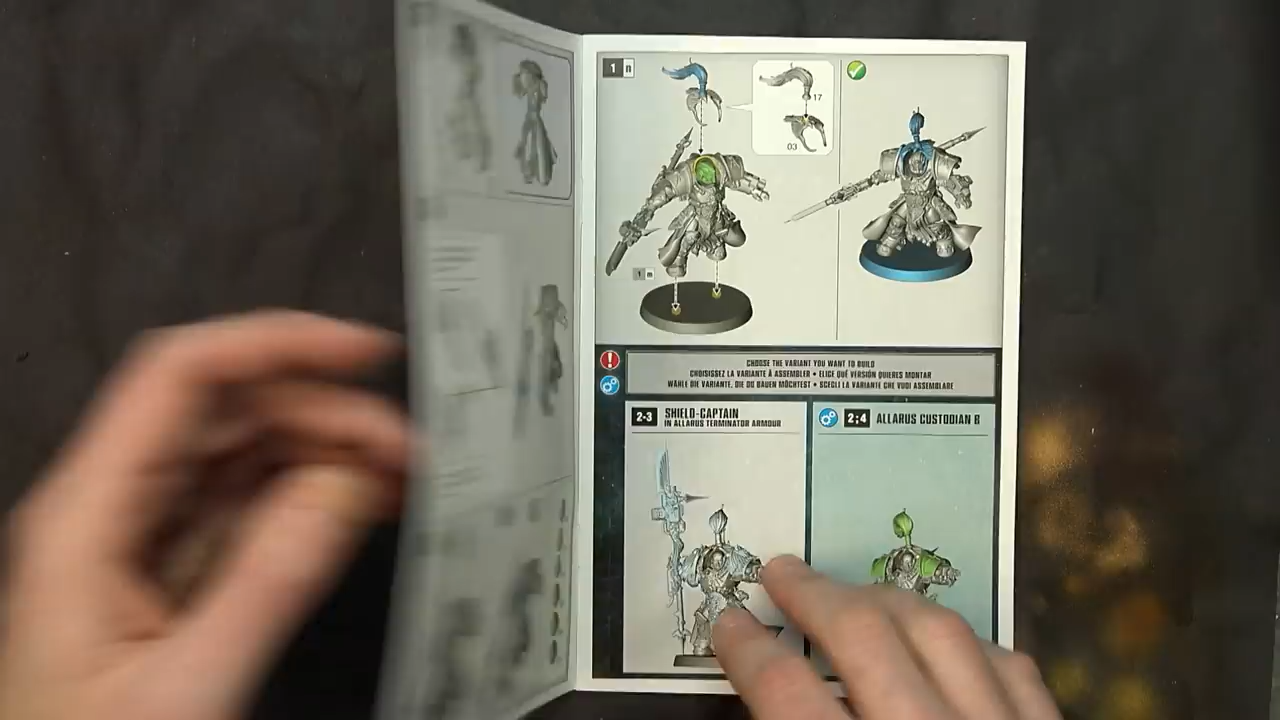 1 n
17
03
1 m
CHOOSE THE VARIANT YOU WANT TO BUILD
CHOISISSEZ LA VARIANTE À ASSEMBLER • ELIGE QUÉ VERSIÓN QUIERES MONTAR
WÄHLE DIE VARIANTE, DIE DU BAUEN MÖCHTEST • SCEGLI LA VARIANTE CHE VUOI ASSEMBLARE
2-3 SHIELD-CAPTAIN
IN ALLARUS TERMINATOR ARMOUR
2;4 ALLARUS CUSTODIAN B